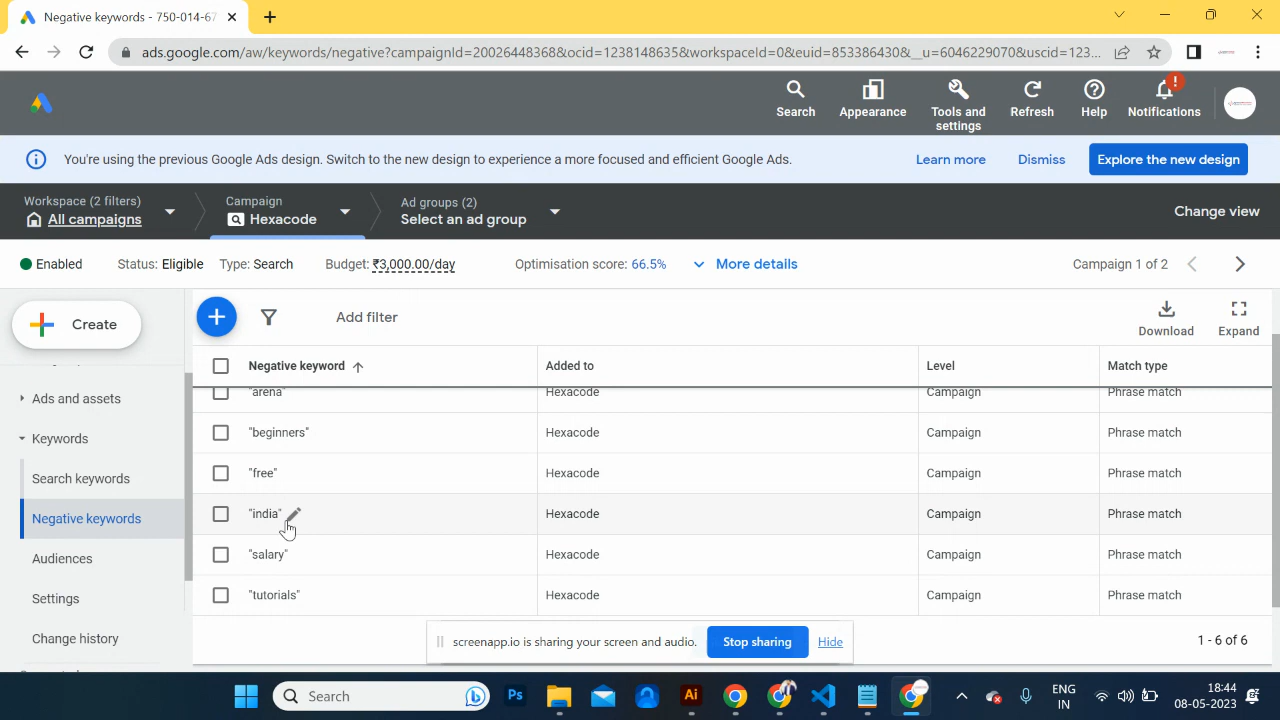 Negative keywords - 750-014-67
ads.google.com/aw/keywords/negative?campaignId=20026448368&ocid=1238148635&workspaceId=0&euid=853386430&__u=6046229070&uscid=123...
Search
Appearance
Tools and settings
Refresh
Help
!
Notifications
You're using the previous Google Ads design. Switch to the new design to experience a more focused and efficient Google Ads.
Learn more
Dismiss
Explore the new design
Workspace (2 filters)
All campaigns
Campaign
Hexacode
Ad groups (2)
Select an ad group
Change view
Enabled
Status: Eligible
Type: Search
Budget: ₹3,000.00/day
Optimisation score: 66.5%
More details
Campaign 1 of 2
Create
Ads and assets
Keywords
Search keywords
Negative keywords
Audiences
Settings
Change history
Add filter
Download
Expand
Negative keyword Added to Level Match type
"arena" Hexacode Campaign Phrase match
"beginners" Hexacode Campaign Phrase match
"free" Hexacode Campaign Phrase match
"india" Hexacode Campaign Phrase match
"salary" Hexacode Campaign Phrase match
"tutorials" Hexacode Campaign Phrase match
1 - 6 of 6
screenapp.io is sharing your screen and audio.
Stop sharing
Hide
Search
Ps
Ai
ENG
IN
18:44
08-05-2023